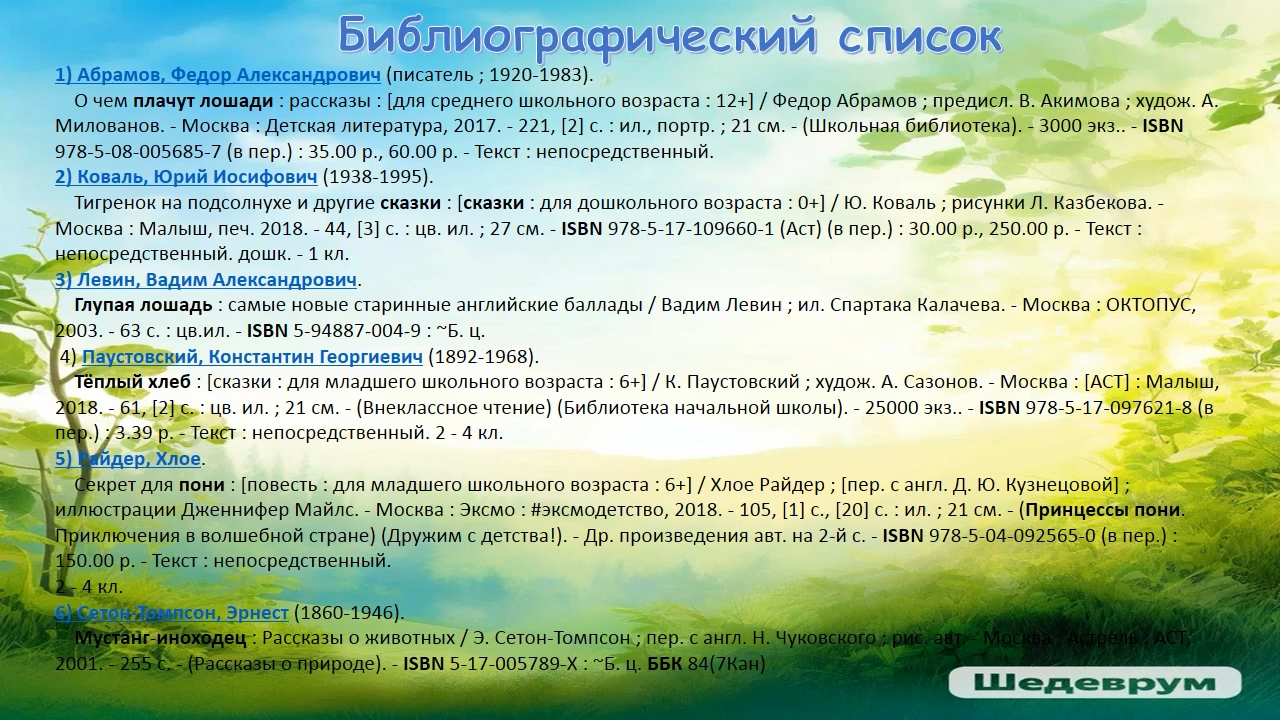 Библиографический список
1) Абрамов, Федор Александрович (писатель ; 1920-1983).
О чем плачут лошади : рассказы : [для среднего школьного возраста : 12+] / Федор Абрамов ; предисл. В. Акимова ; худож. А.
Милованов. - Москва : Детская литература, 2017. - 221, [2] с. : ил., портр. ; 21 см. - (Школьная библиотека). - 3000 экз.. - ISBN
978-5-08-005685-7 (в пер.) : 35.00 р., 60.00 р. - Текст : непосредственный.
2) Коваль, Юрий Иосифович (1938-1995).
Тигренок на подсолнухе и другие сказки : [сказки : для дошкольного возраста : 0+] / Ю. Коваль ; рисунки Л. Казбекова. -
Москва : Малыш, печ. 2018. - 44, [3] с. : цв. ил. ; 27 см. - ISBN 978-5-17-109660-1 (Аст) (в пер.) : 30.00 р., 250.00 р. - Текст :
непосредственный. дошк. - 1 кл.
3) Левин, Вадим Александрович.
Глупая лошадь : самые новые старинные английские баллады / Вадим Левин ; ил. Спартака Калачева. - Москва : ОКТОПУС,
2003. - 63 с. : цв.ил. - ISBN 5-94887-004-9 : ~Б. ц.
4) Паустовский, Константин Георгиевич (1892-1968).
Тёплый хлеб : [сказки : для младшего школьного возраста : 6+] / К. Паустовский ; худож. А. Сазонов. - Москва : [АСТ] : Малыш,
2018. - 61, [2] с. : цв. ил. ; 21 см. - (Внеклассное чтение) (Библиотека начальной школы). - 25000 экз.. - ISBN 978-5-17-097621-8 (в
пер.) : 3.39 р. - Текст : непосредственный. 2 - 4 кл.
5) Райдер, Хлое.
Секрет для пони : [повесть : для младшего школьного возраста : 6+] / Хлое Райдер ; [пер. с англ. Д. Ю. Кузнецовой] ;
иллюстрации Дженнифер Майлс. - Москва : Эксмо : #эксмодетство, 2018. - 105, [1] с., [20] с. : ил. ; 21 см. - (Принцессы пони.
Приключения в волшебной стране) (Дружим с детства!). - Др. произведения авт. на 2-й с. - ISBN 978-5-04-092565-0 (в пер.) :
150.00 р. - Текст : непосредственный.
2 - 4 кл.
6) Сетон-Томпсон, Эрнест (1860-1946).
Мустанг-иноходец : Рассказы о животных / Э. Сетон-Томпсон ; пер. с англ. Н. Чуковского ; рис. авт. - Москва : Астрель : АСТ,
2001. - 255 с. - (Рассказы о природе). - ISBN 5-17-005789-X : ~Б. ц. ББК 84(7Кан)
Шедеврум